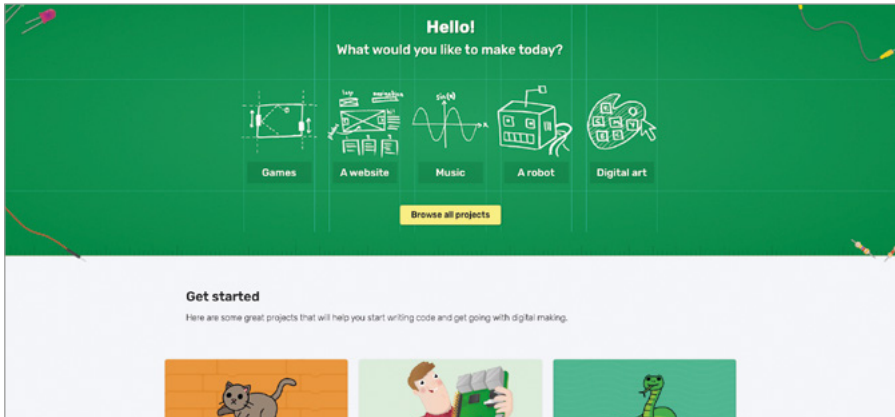 Hello!
What would you like to make today?
sin(x)
x
Games
A website
Music
A robot
Digital art
Browse all projects
Get started
Here are some great projects that will help you start writing code and get going with digital making.